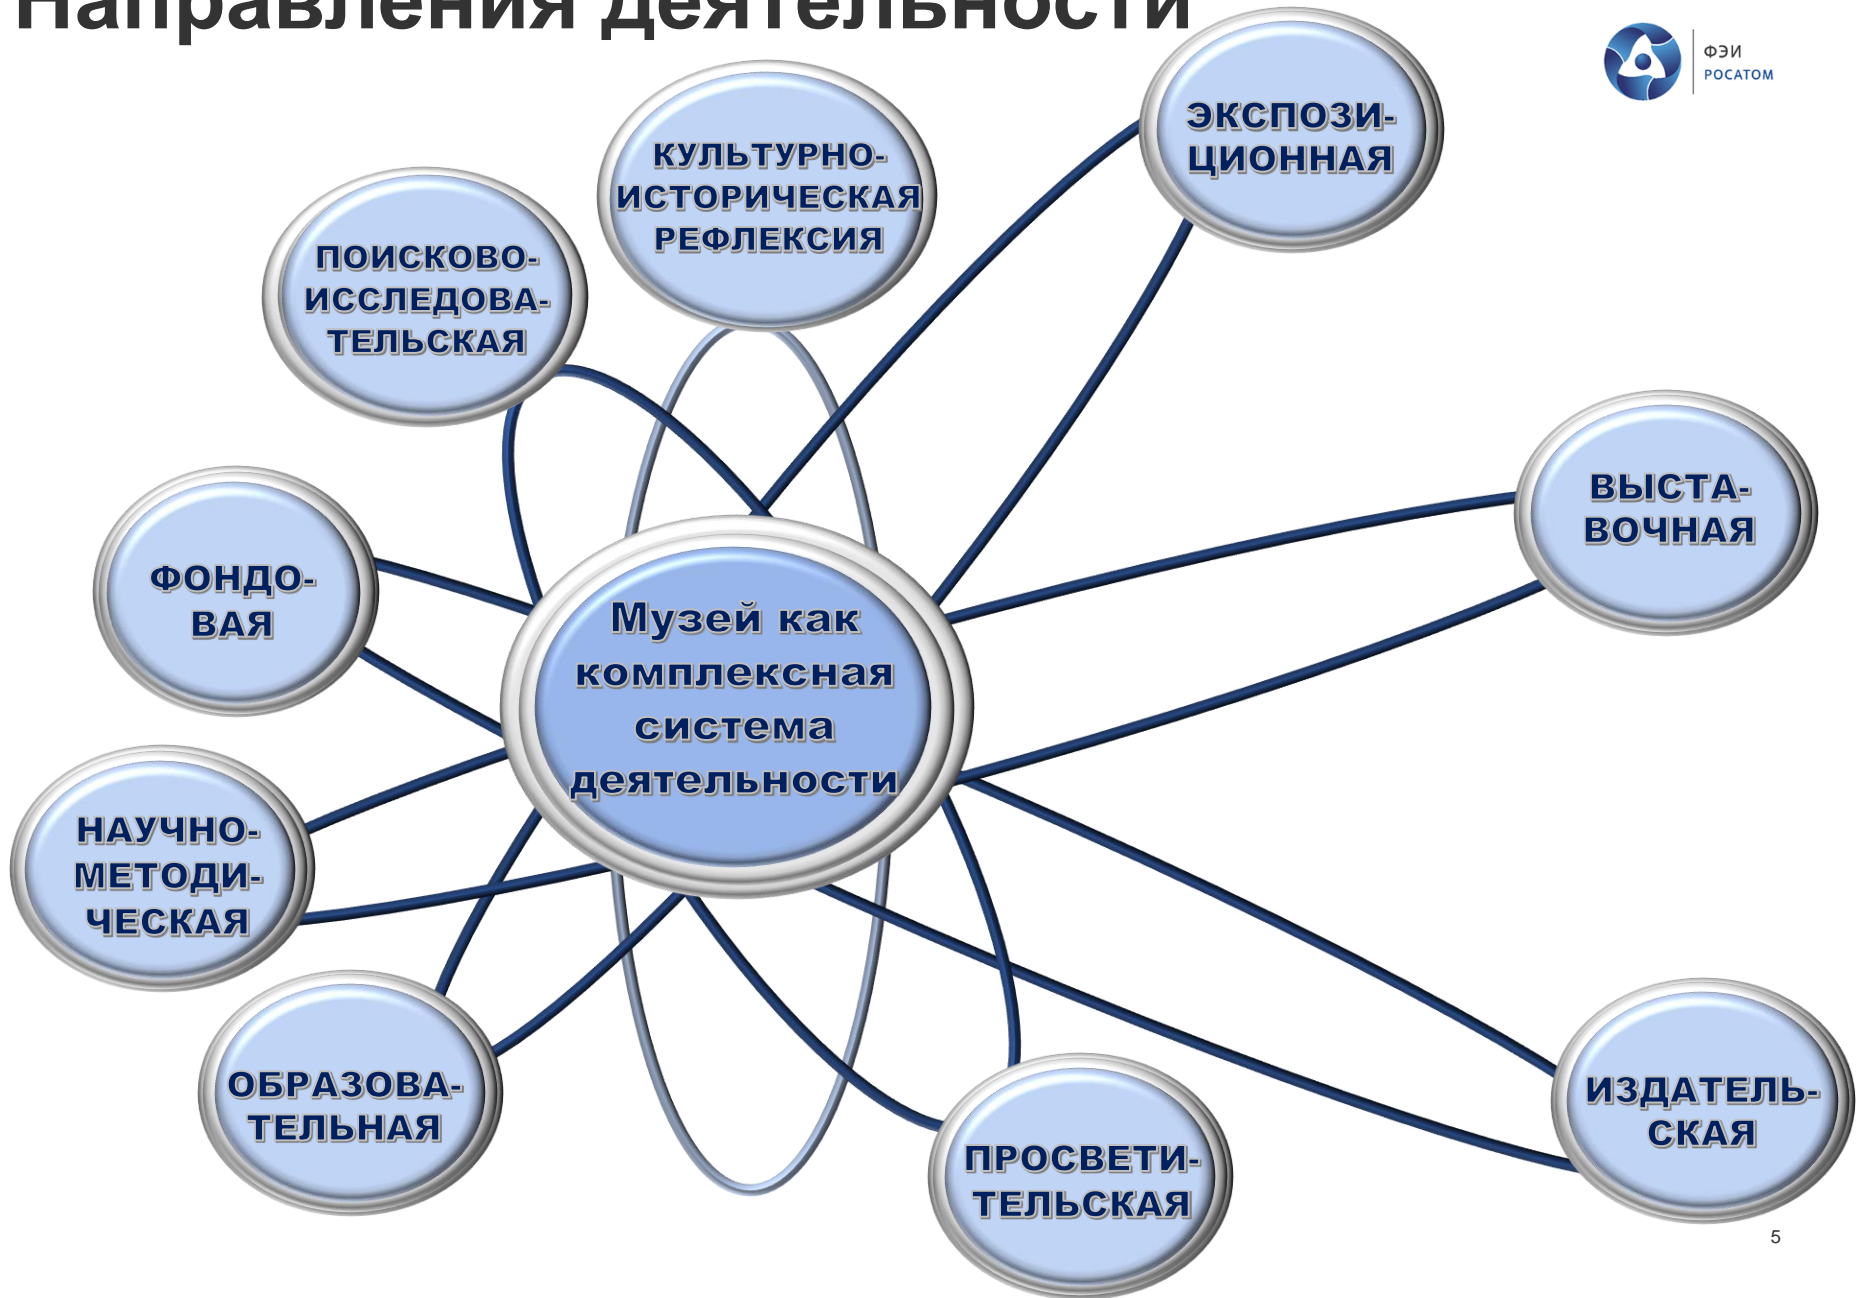 Направления деятельности
ФЭИ
РОСАТОМ
ЭКСПОЗИ-
ЦИОННАЯ
КУЛЬТУРНО-
ИСТОРИЧЕСКАЯ
РЕФЛЕКСИЯ
ПОИСКОВО-
ИССЛЕДОВА-
ТЕЛЬСКАЯ
ВЫСТА-
ВОЧНАЯ
ФОНДО-
ВАЯ
Музей как
комплексная
система
деятельности
НАУЧНО-
МЕТОДИ-
ЧЕСКАЯ
ОБРАЗОВА-
ТЕЛЬНАЯ
ИЗДАТЕЛЬ-
СКАЯ
ПРОСВЕТИ-
ТЕЛЬСКАЯ
5